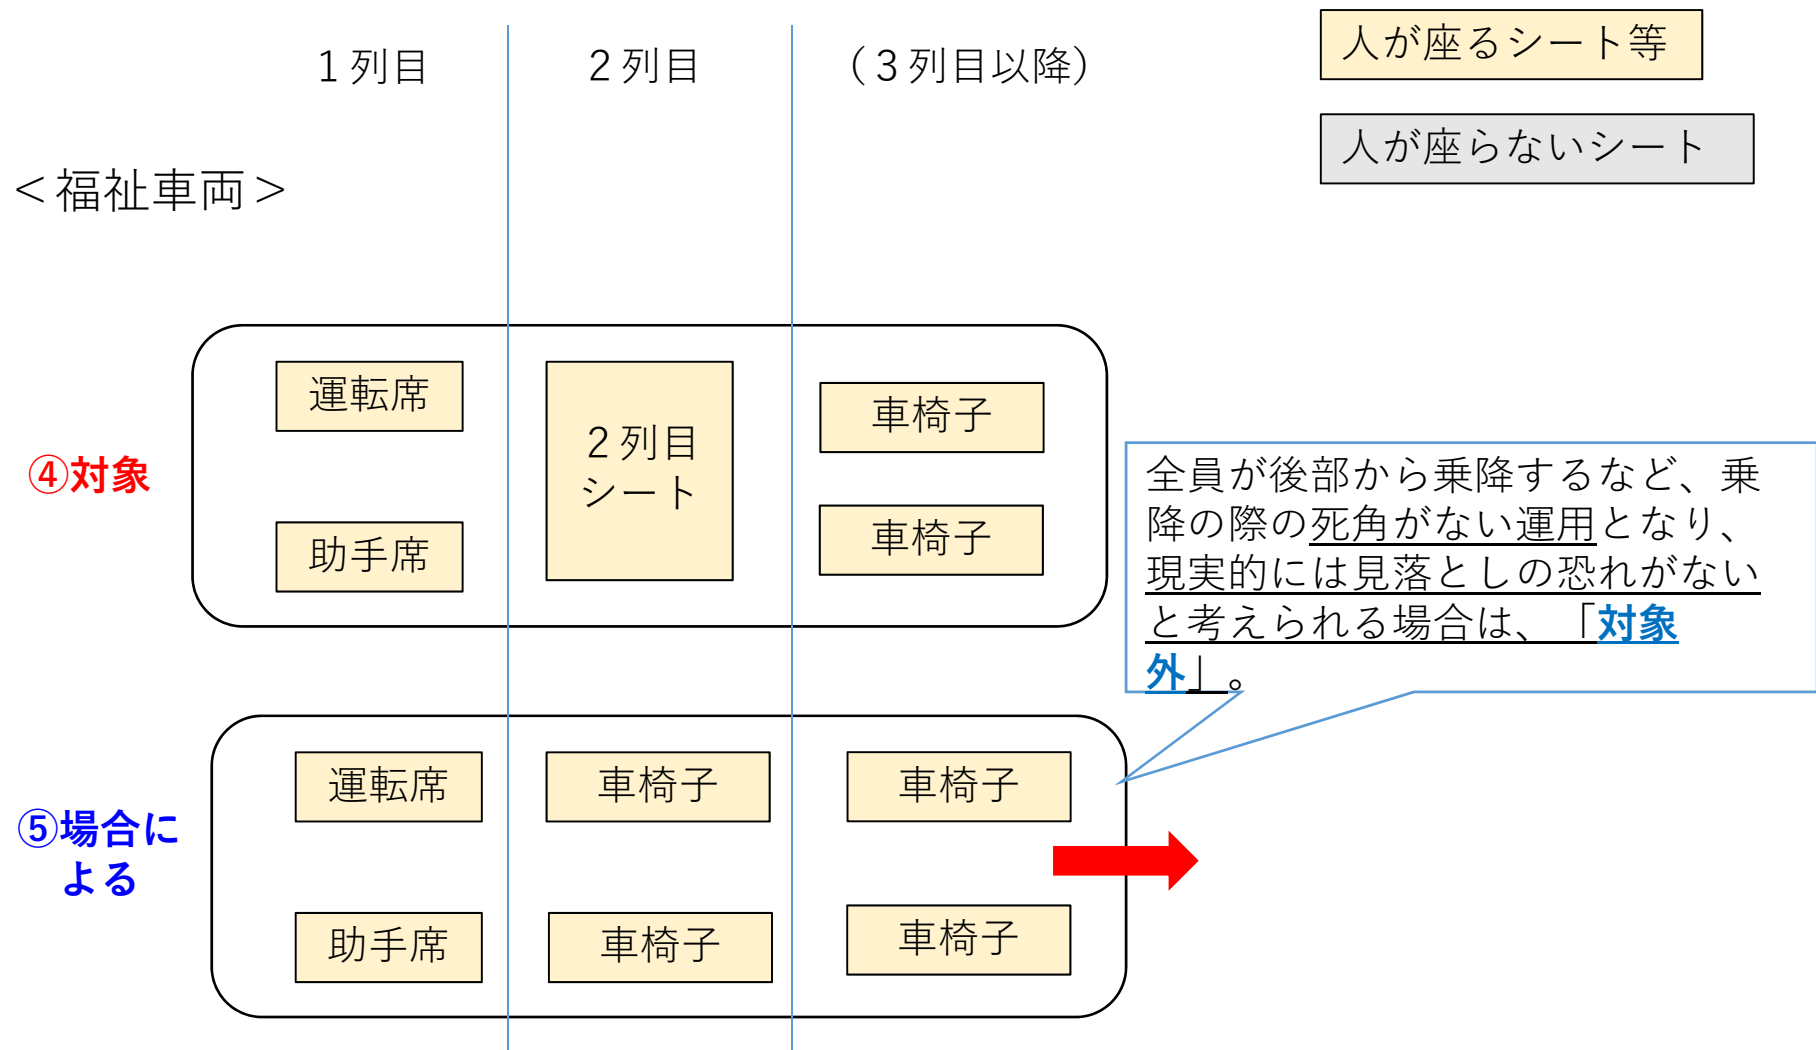 １列目
２列目
（３列目以降）
人が座るシート等
人が座らないシート
＜福祉車両＞
④対象
運転席
助手席
２列目
シート
車椅子
車椅子
全員が後部から乗降するなど、乗
降の際の死角がない運用となり、
現実的には見落としの恐れがない
と考えられる場合は、「対象
外」。
⑤場合に
よる
運転席
車椅子
車椅子
助手席
車椅子
車椅子